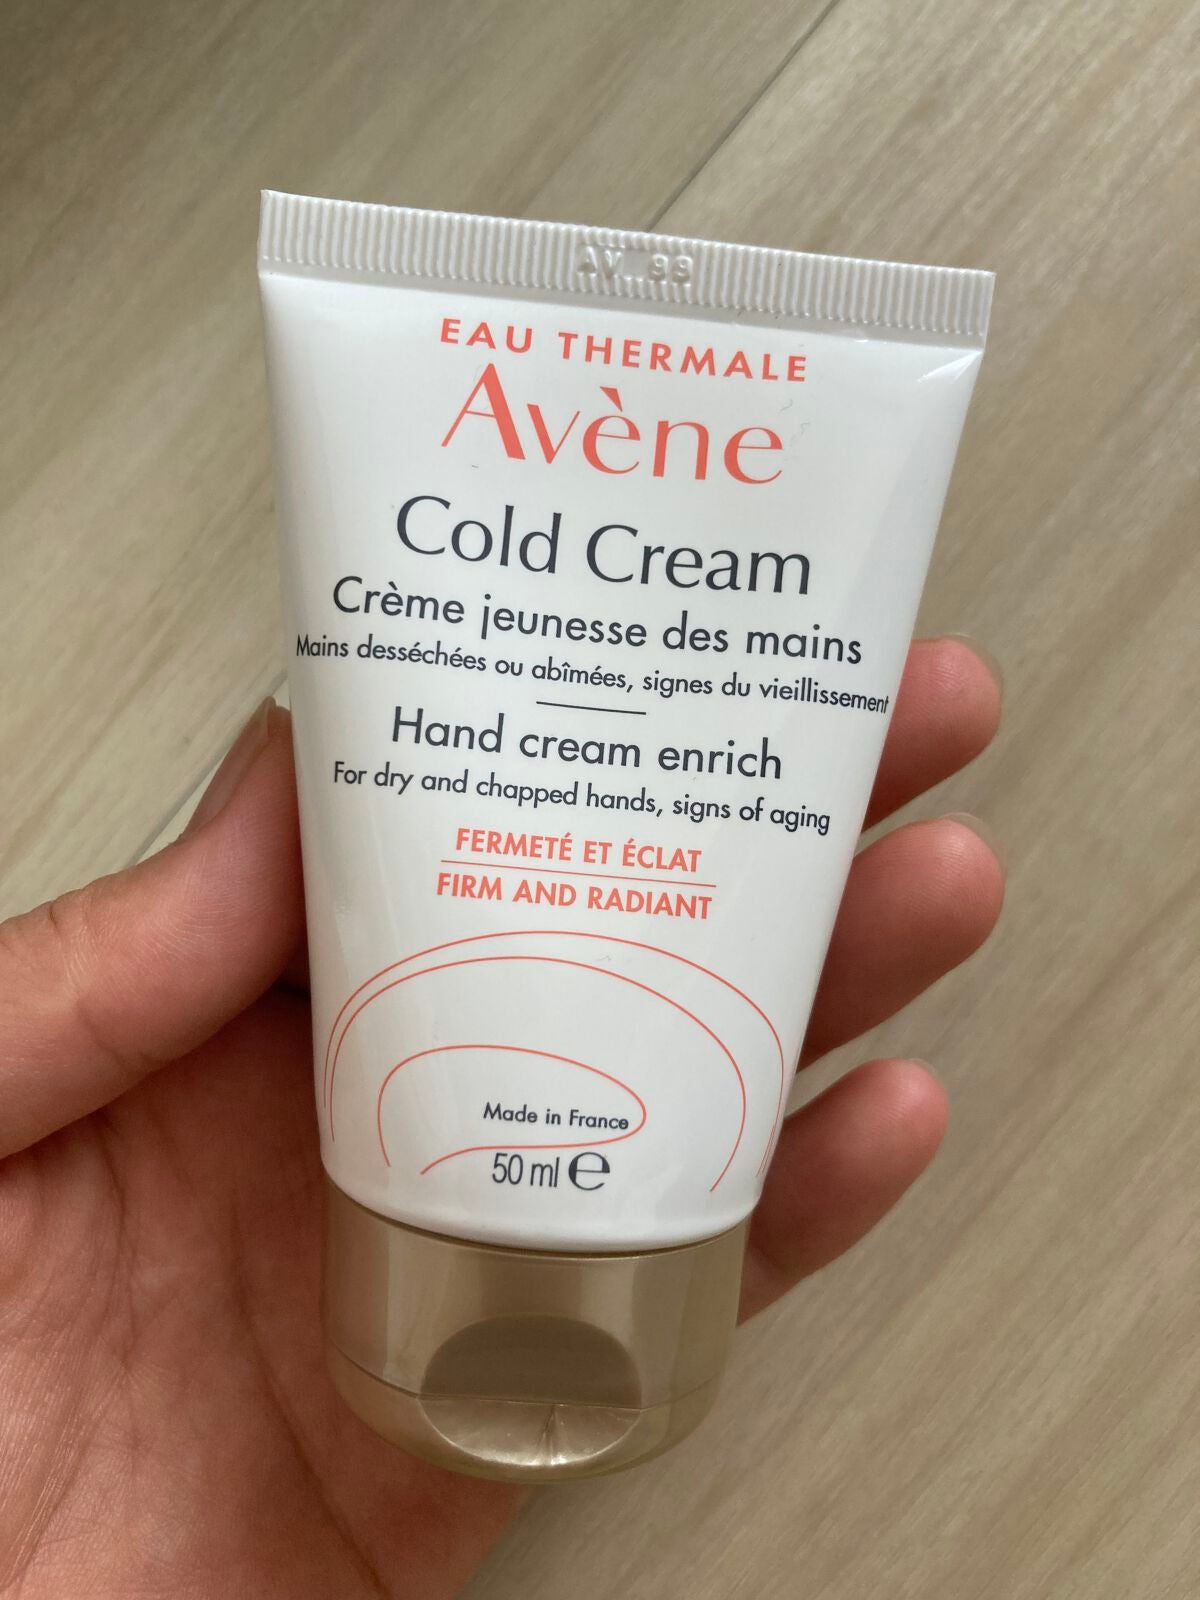 EAU THERMALE
Avène
Cold Cream
Crème jeunesse des mains
Mains desséchées ou abîmées, signes du vieillissement
Hand cream enrich
For dry and chapped hands, signs of aging
FERMETÉ ET ÉCLAT
FIRM AND RADIANT
Made in France
50 ml e